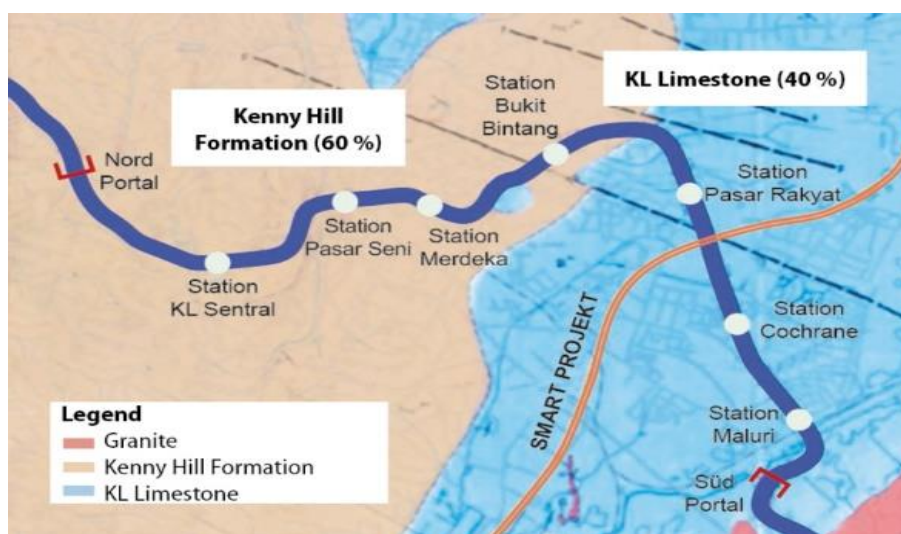 Kenny Hill
Formation (60 %)
Station
Bukit
Bintang
KL Limestone (40 %)
Nord
Portal
Station
KL Sentral
Station
Pasar Seni
Station
Merdeka
Station
Pasar Rakyat
SMART PROJEKT
Station
Cochrane
Station
Maluri
Süd
Portal
Legend
Granite
Kenny Hill Formation
KL Limestone